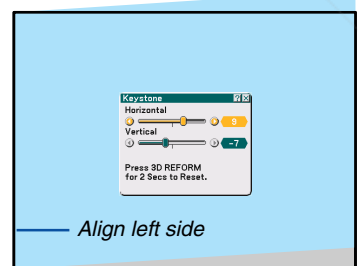 Keystone
Horizontal
9
Vertical
-7
Press 3D REFORM
for 2 Secs to Reset.
Align left side